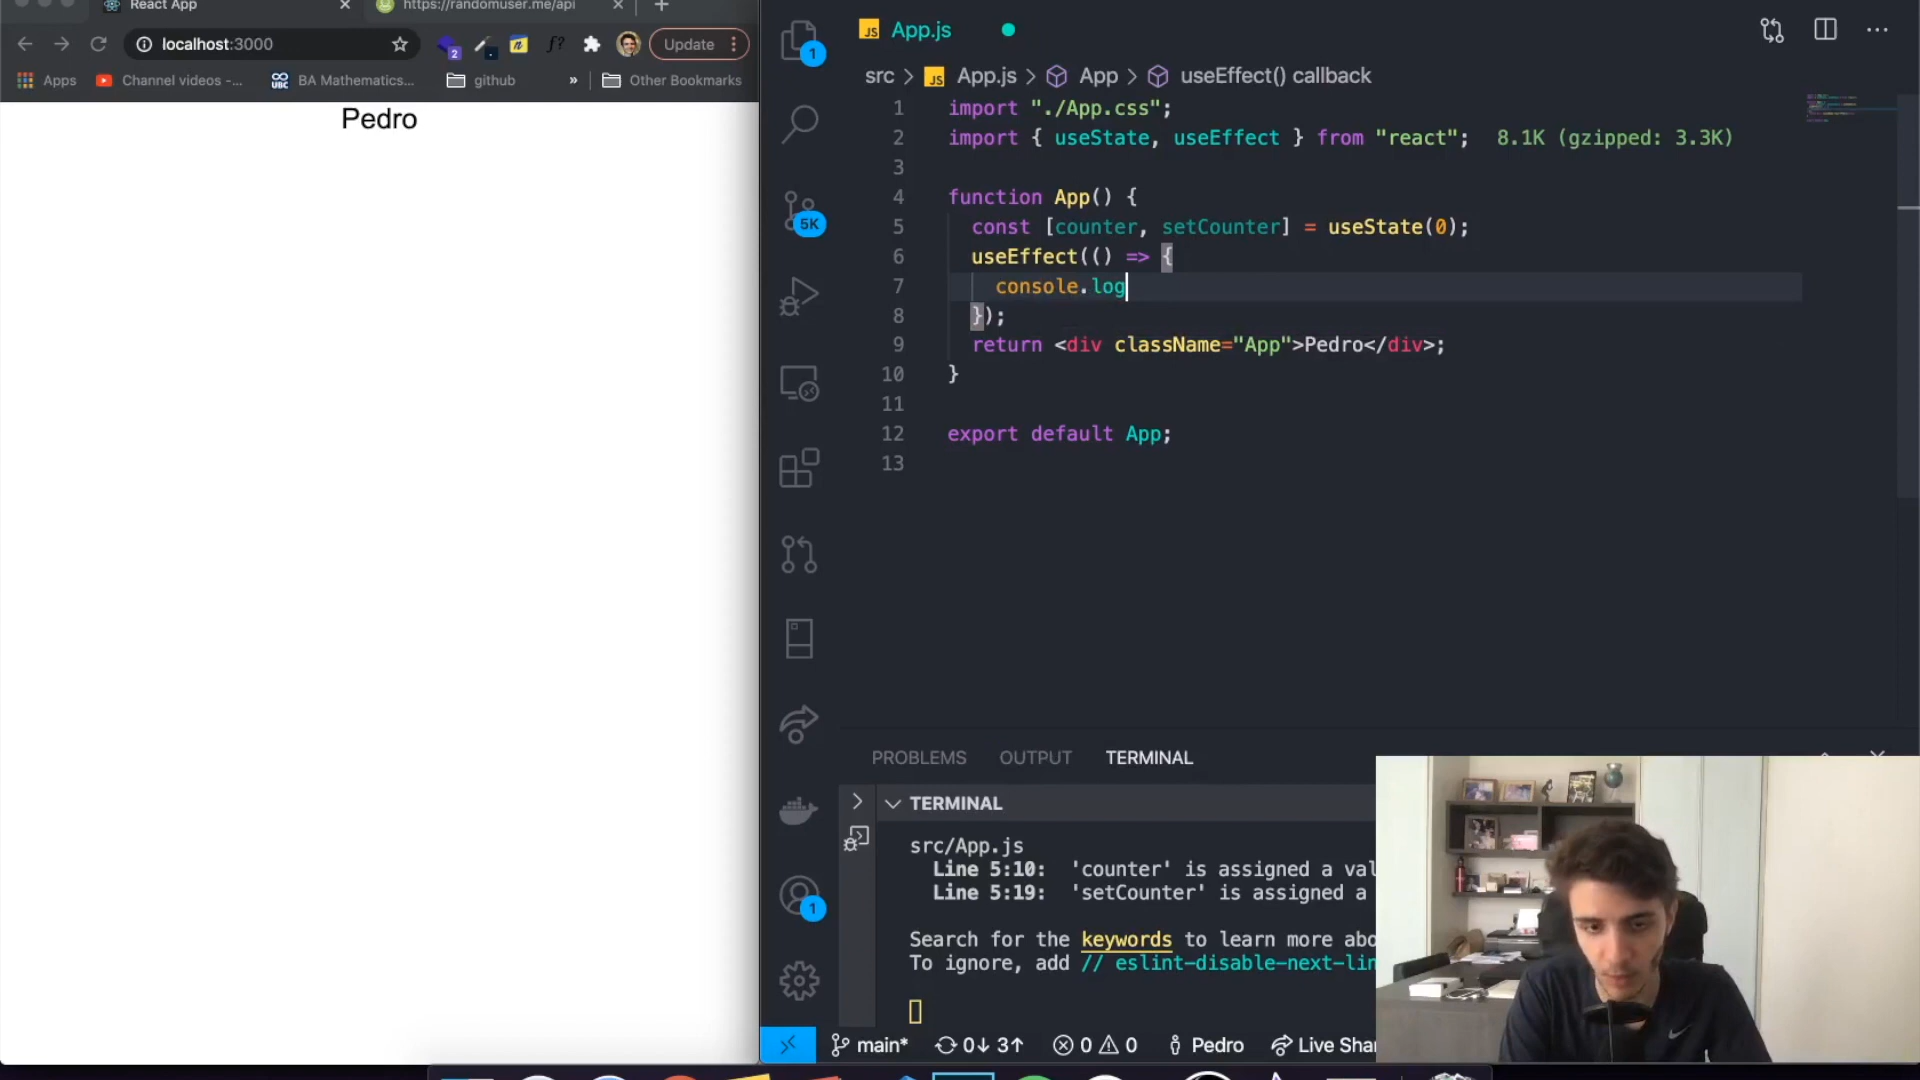 React App
https://randomuser.me/api
localhost:3000
2
n
f?
Update
Apps
Channel videos -...
UBC
BA Mathematics...
github
»
Other Bookmarks
Pedro
JS App.js
src > JS App.js > App > useEffect() callback
1 import "./App.css";
2 import { useState, useEffect } from "react"; 8.1K (gzipped: 3.3K)
3
4 function App() {
5 const [counter, setCounter] = useState(0);
6 useEffect(() => {
7 console.log
8 });
9 return <div className="App">Pedro</div>;
10 }
11
12 export default App;
13
1
5K
1
PROBLEMS OUTPUT TERMINAL
TERMINAL
src/App.js
Line 5:10: 'counter' is assigned a val
Line 5:19: 'setCounter' is assigned a
Search for the keywords to learn more abo
To ignore, add // eslint-disable-next-lin
main* 0↓ 3↑ 0 0 Pedro Live Shar